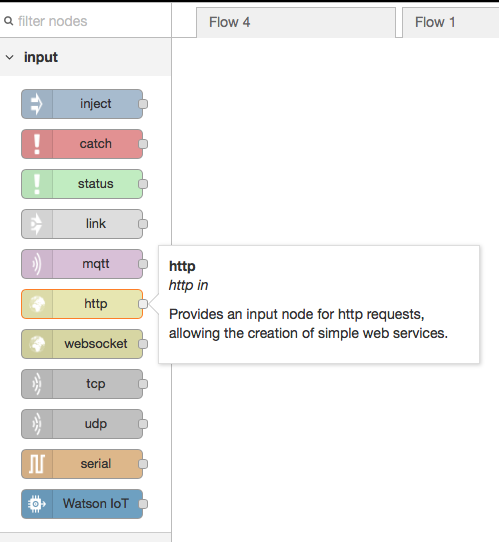 filter nodes
Flow 4
Flow 1
input
inject
catch
status
link
mqtt
http
websocket
tcp
udp
serial
Watson IoT
http
http in
Provides an input node for http requests,
allowing the creation of simple web services.